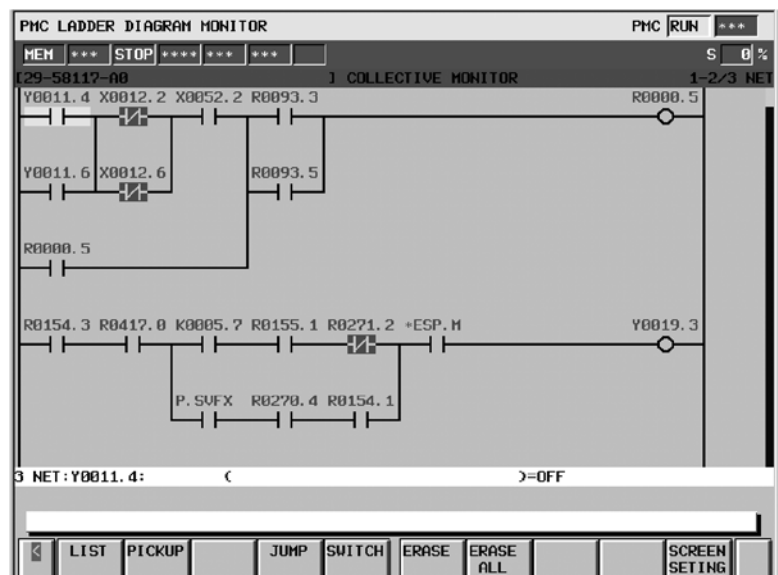 PMC LADDER DIAGRAM MONITOR PMC RUN ***
MEM *** STOP **** *** *** S 0 %
[29-58117-A0 ] COLLECTIVE MONITOR 1-2/3 NET
Y0011.4 X0012.2 X0052.2 R0093.3 R0000.5
Y0011.6 X0012.6 R0093.5
R0000.5
R0154.3 R0417.0 K0005.7 R0155.1 R0271.2 *ESP.M Y0019.3
P.SVFX R0270.4 R0154.1
3 NET:Y0011.4: ( )=OFF
< LIST PICKUP JUMP SWITCH ERASE ERASE ALL SCREEN SETING